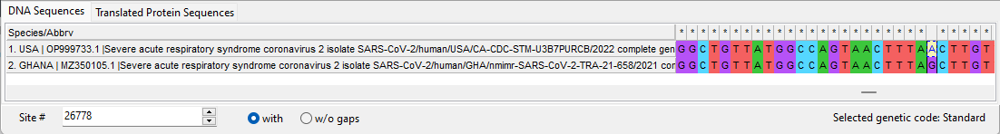 DNA Sequences Translated Protein Sequences
Species/Abbrv * * * * * * * * * * * * * * * * * * * * * * * * * * * *
1. USA | OP999733.1 |Severe acute respiratory syndrome coronavirus 2 isolate SARS-CoV-2/human/USA/CA-CDC-STM-U3B7PURCB/2022 complete gen G G C T G T T A T G G C C A G T A A C T T T A A C T T G T
2. GHANA | MZ350105.1 |Severe acute respiratory syndrome coronavirus 2 isolate SARS-CoV-2/human/GHA/nmimr-SARS-CoV-2-TRA-21-658/2021 com G G C T G T T A T G G C C A G T A A C T T T A G C T T G T
Site # 26778 with w/o gaps Selected genetic code: Standard